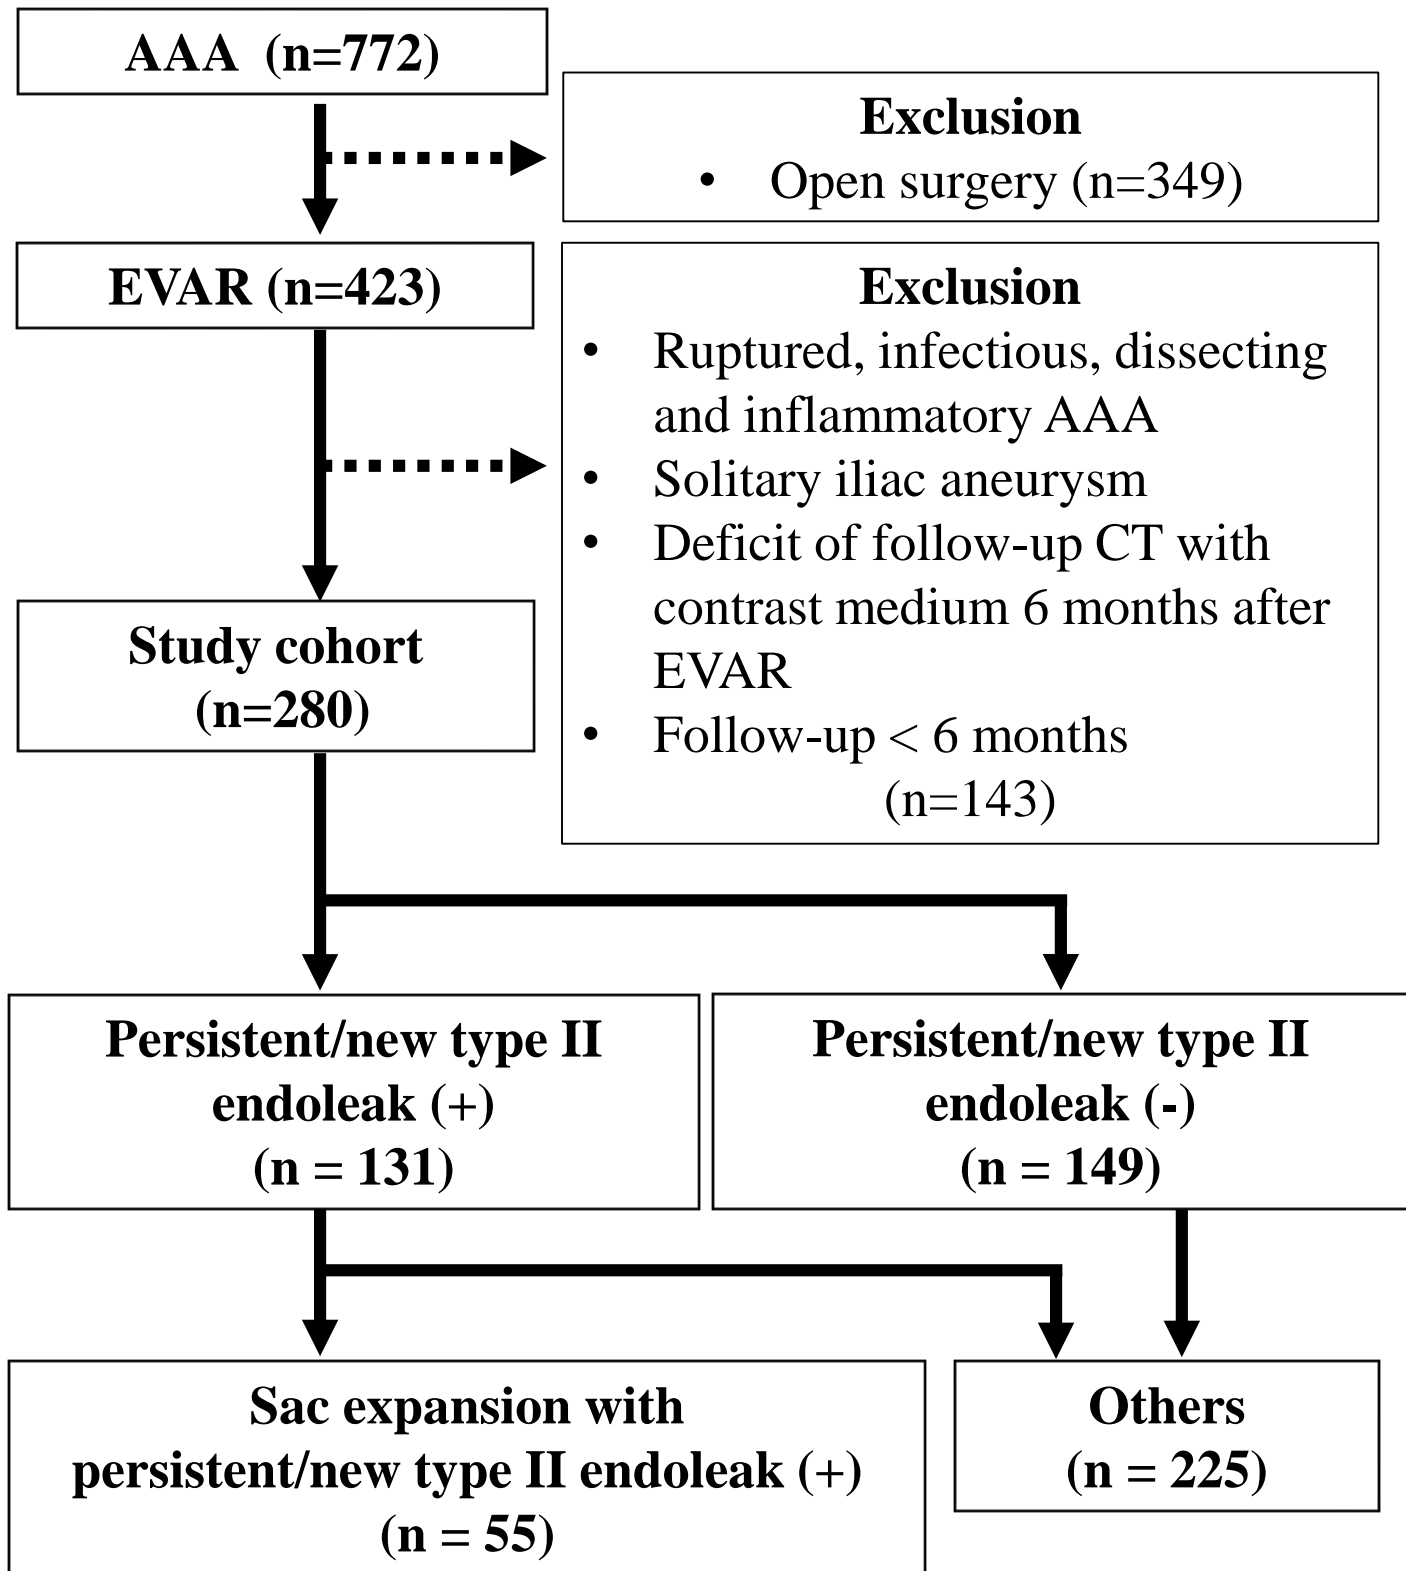 AAA (n=772)
Exclusion
• Open surgery (n=349)
EVAR (n=423)
Exclusion
• Ruptured, infectious, dissecting
and inflammatory AAA
• Solitary iliac aneurysm
• Deficit of follow-up CT with
contrast medium 6 months after
EVAR
• Follow-up < 6 months
(n=143)
Study cohort
(n=280)
Persistent/new type II
endoleak (+)
(n = 131)
Persistent/new type II
endoleak (-)
(n = 149)
Sac expansion with
persistent/new type II endoleak (+)
(n = 55)
Others
(n = 225)